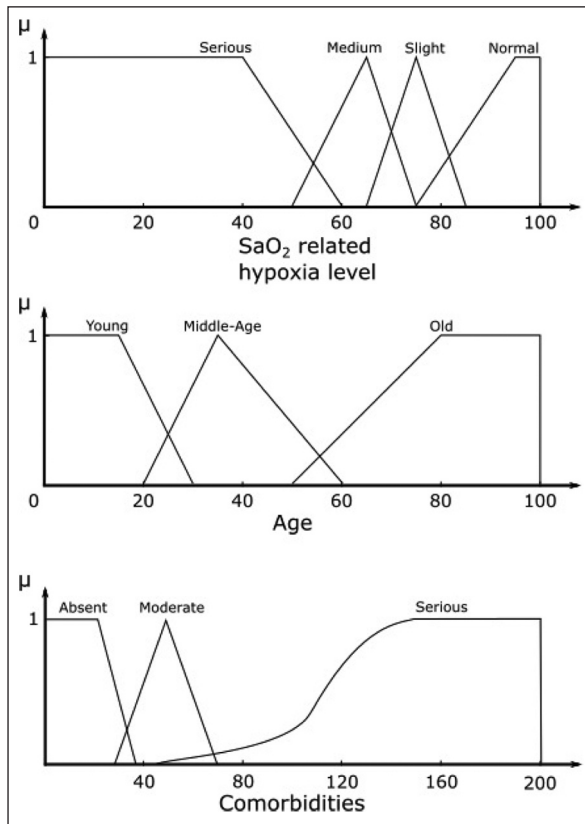 μ
Serious Medium Slight Normal
1
0 20 40 60 80 100
SaO₂ related
hypoxia level
μ
Young Middle-Age Old
1
0 20 40 60 80 100
Age
μ
Absent Moderate Serious
1
40 80 120 160 200
Comorbidities